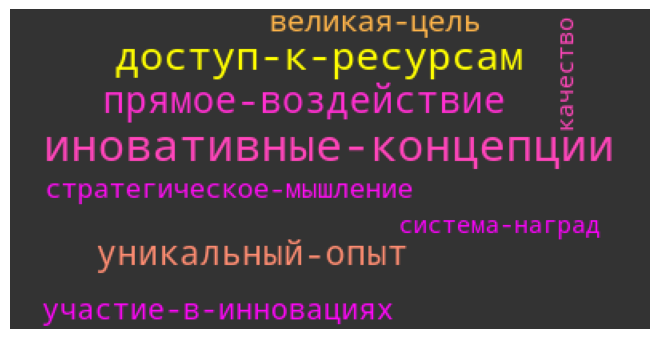 великая-цель
качество
доступ-к-ресурсам
прямое-воздействие
иновативные-концепции
стратегическое-мышление
система-наград
уникальный-опыт
участие-в-инновациях